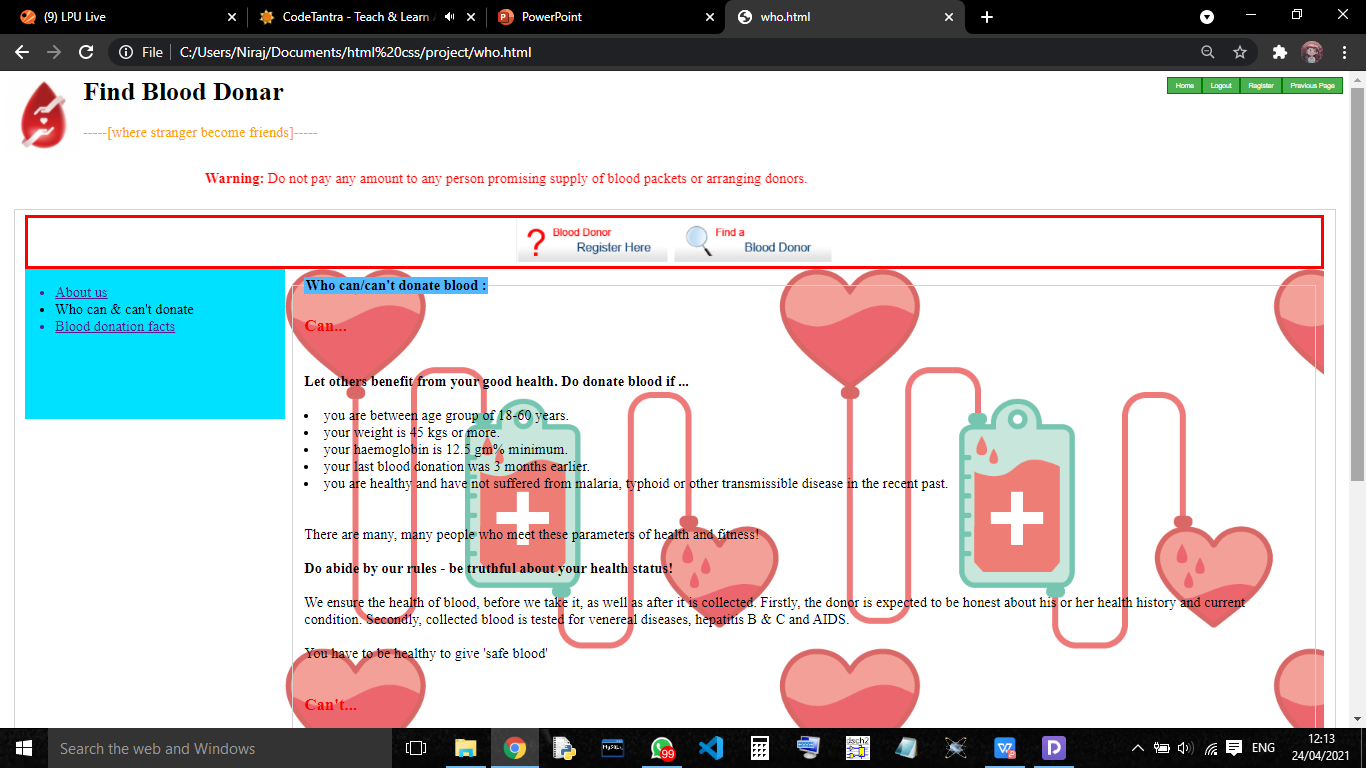 (9) LPU Live
CodeTantra - Teach & Learn
PowerPoint
who.html
File
C:/Users/Niraj/Documents/html%20css/project/who.html
Find Blood Donar
Home
Logout
Register
Previous Page
-----[where stranger become friends]-----
Warning: Do not pay any amount to any person promising supply of blood packets or arranging donors.
? Blood Donor
Register Here
Find a
Blood Donor
About us
Who can & can't donate
Blood donation facts
Who can/can't donate blood :
Can...
Let others benefit from your good health. Do donate blood if ...
you are between age group of 18-60 years.
your weight is 45 kgs or more.
your haemoglobin is 12.5 gm% minimum.
your last blood donation was 3 months earlier.
you are healthy and have not suffered from malaria, typhoid or other transmissible disease in the recent past.
There are many, many people who meet these parameters of health and fitness!
Do abide by our rules - be truthful about your health status!
We ensure the health of blood, before we take it, as well as after it is collected. Firstly, the donor is expected to be honest about his or her health history and current
condition. Secondly, collected blood is tested for venereal diseases, hepatitis B & C and AIDS.
You have to be healthy to give 'safe blood'
Can't...
Search the web and Windows
MySQL
99
dsch2
ENG
12:13
24/04/2021